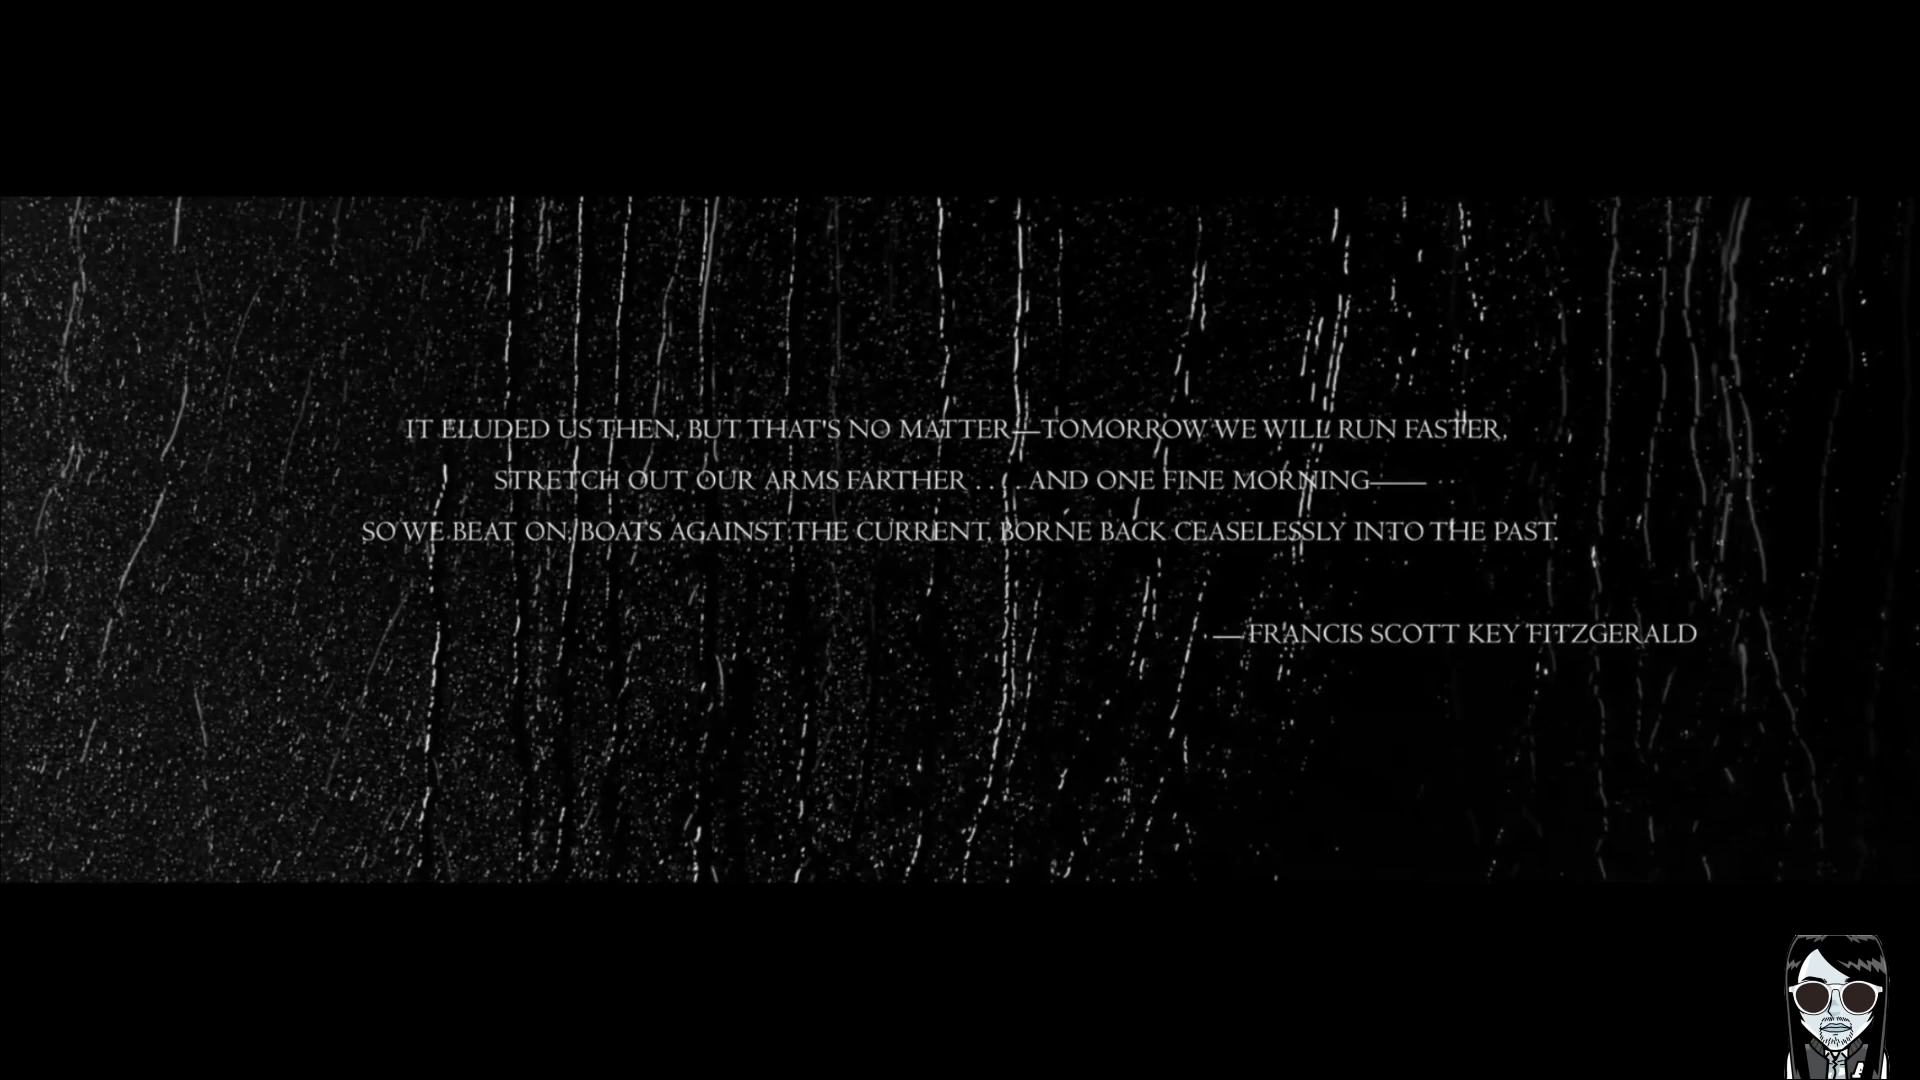 IT ELUDED US THEN, BUT THAT'S NO MATTER—TOMORROW WE WILL RUN FASTER,
STRETCH OUT OUR ARMS FARTHER . . . . AND ONE FINE MORNING——
SO WE BEAT ON, BOATS AGAINST THE CURRENT, BORNE BACK CEASELESSLY INTO THE PAST.
— FRANCIS SCOTT KEY FITZGERALD